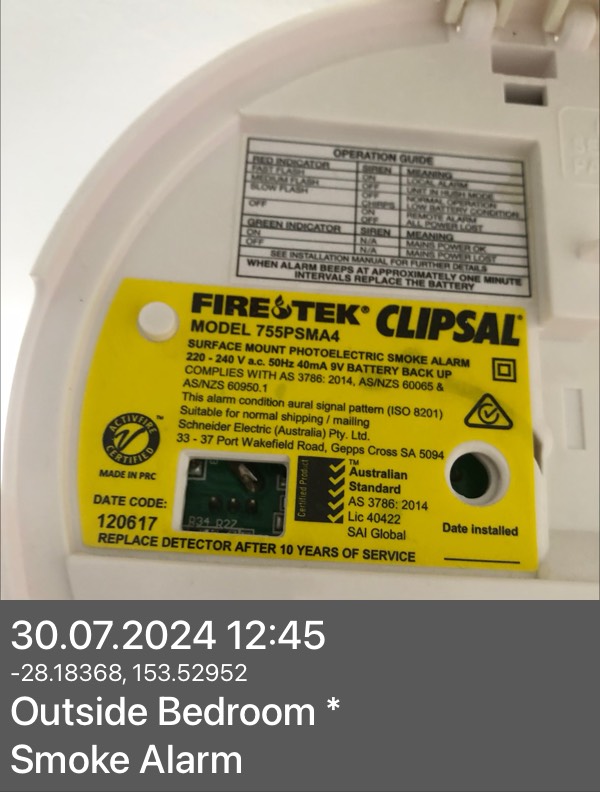 OPERATION GUIDE
RED INDICATOR SIREN MEANING
FAST FLASH ON LOCAL ALARM
MEDIUM FLASH OFF UNIT IN HUSH MODE
SLOW FLASH OFF NORMAL OPERATION
CHIRPS LOW BATTERY CONDITION
OFF ON REMOTE ALARM
OFF ALL POWER LOST
GREEN INDICATOR SIREN MEANING
ON N/A MAINS POWER OK
OFF N/A MAINS POWER LOST
SEE INSTALLATION MANUAL FOR FURTHER DETAILS
WHEN ALARM BEEPS AT APPROXIMATELY ONE MINUTE
INTERVALS REPLACE THE BATTERY
FIRETEK® CLIPSAL®
MODEL 755PSMA4
SURFACE MOUNT PHOTOELECTRIC SMOKE ALARM
220 - 240 V a.c. 50Hz 40mA 9V BATTERY BACK UP
COMPLIES WITH AS 3786: 2014, AS/NZS 60065 &
AS/NZS 60950.1
This alarm condition aural signal pattern (ISO 8201)
Suitable for normal shipping / mailing
Schneider Electric (Australia) Pty. Ltd.
33 - 37 Port Wakefield Road, Gepps Cross SA 5094
ACTIVFIRE
CERTIFIED
™
MADE IN PRC
DATE CODE:
120617
R34 R27
Certified Product
™
Australian
Standard
AS 3786: 2014
Lic 40422
SAI Global
Date installed
REPLACE DETECTOR AFTER 10 YEARS OF SERVICE
30.07.2024 12:45
-28.18368, 153.52952
Outside Bedroom *
Smoke Alarm